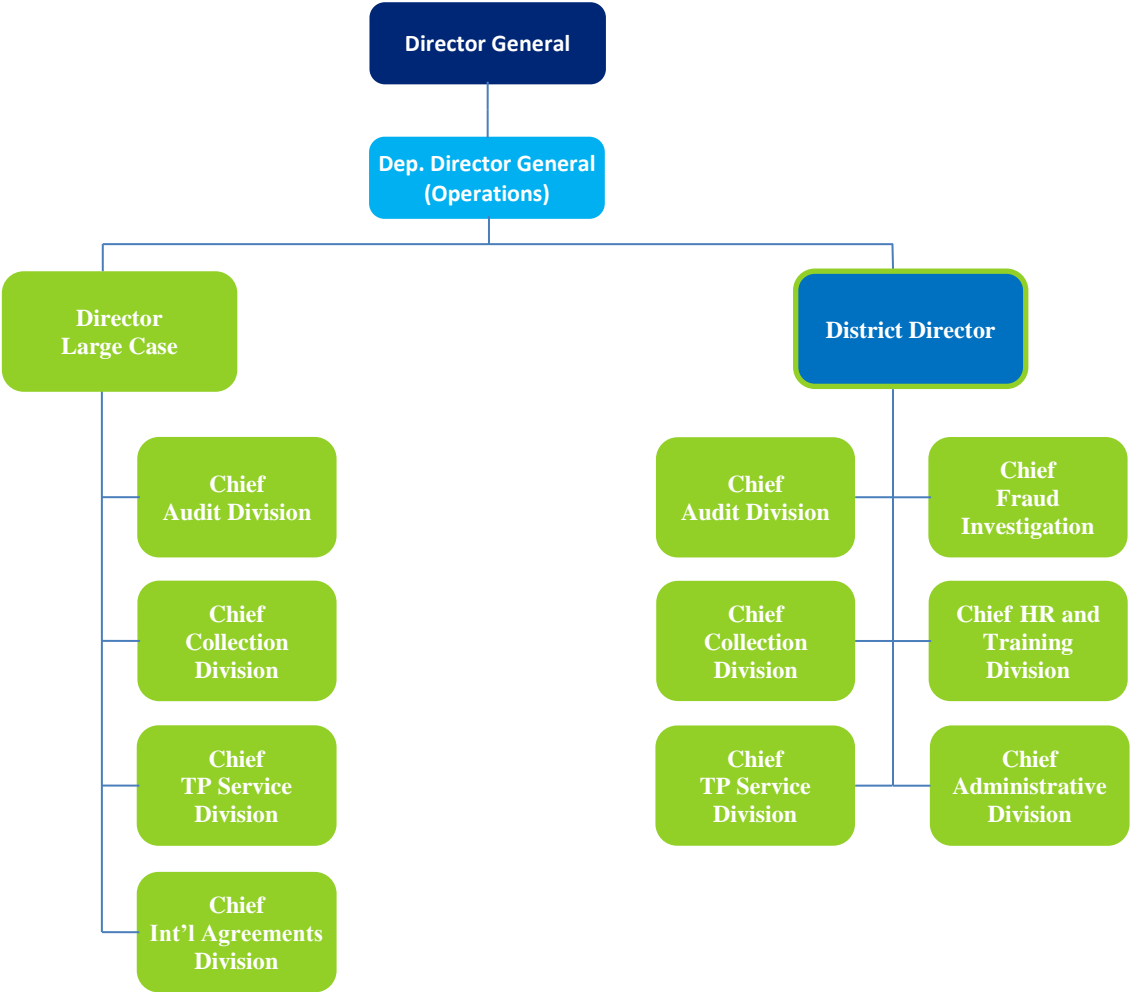 Director General
Dep. Director General
(Operations)
Director
Large Case
District Director
Chief
Audit Division
Chief
Collection
Division
Chief
TP Service
Division
Chief
Int’l Agreements
Division
Chief
Audit Division
Chief
Fraud
Investigation
Chief
Collection
Division
Chief HR and
Training
Division
Chief
TP Service
Division
Chief
Administrative
Division